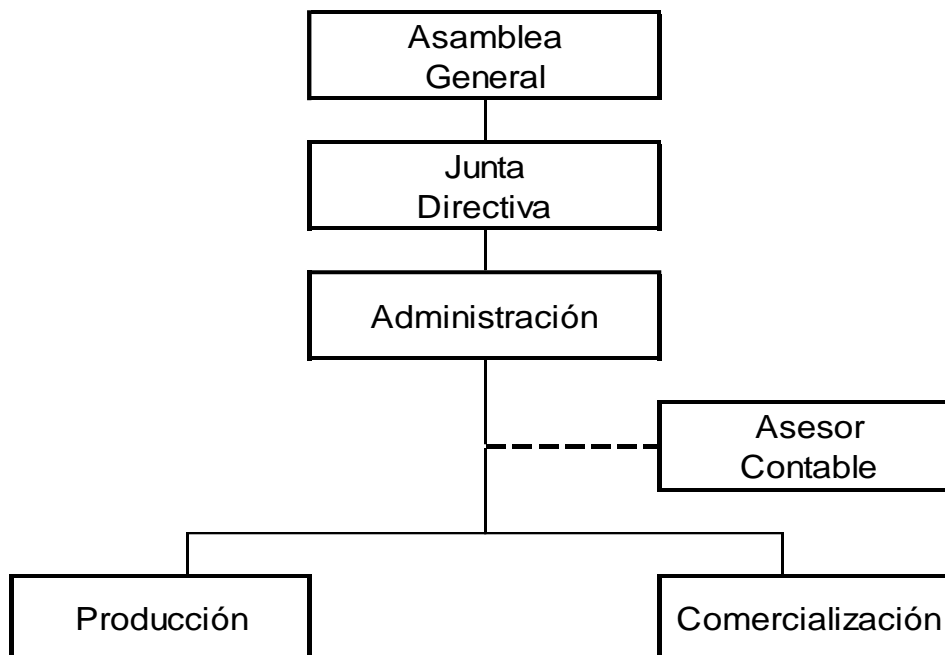 Asamblea
General
Junta
Directiva
Administración
Asesor
Contable
Producción
Comercialización